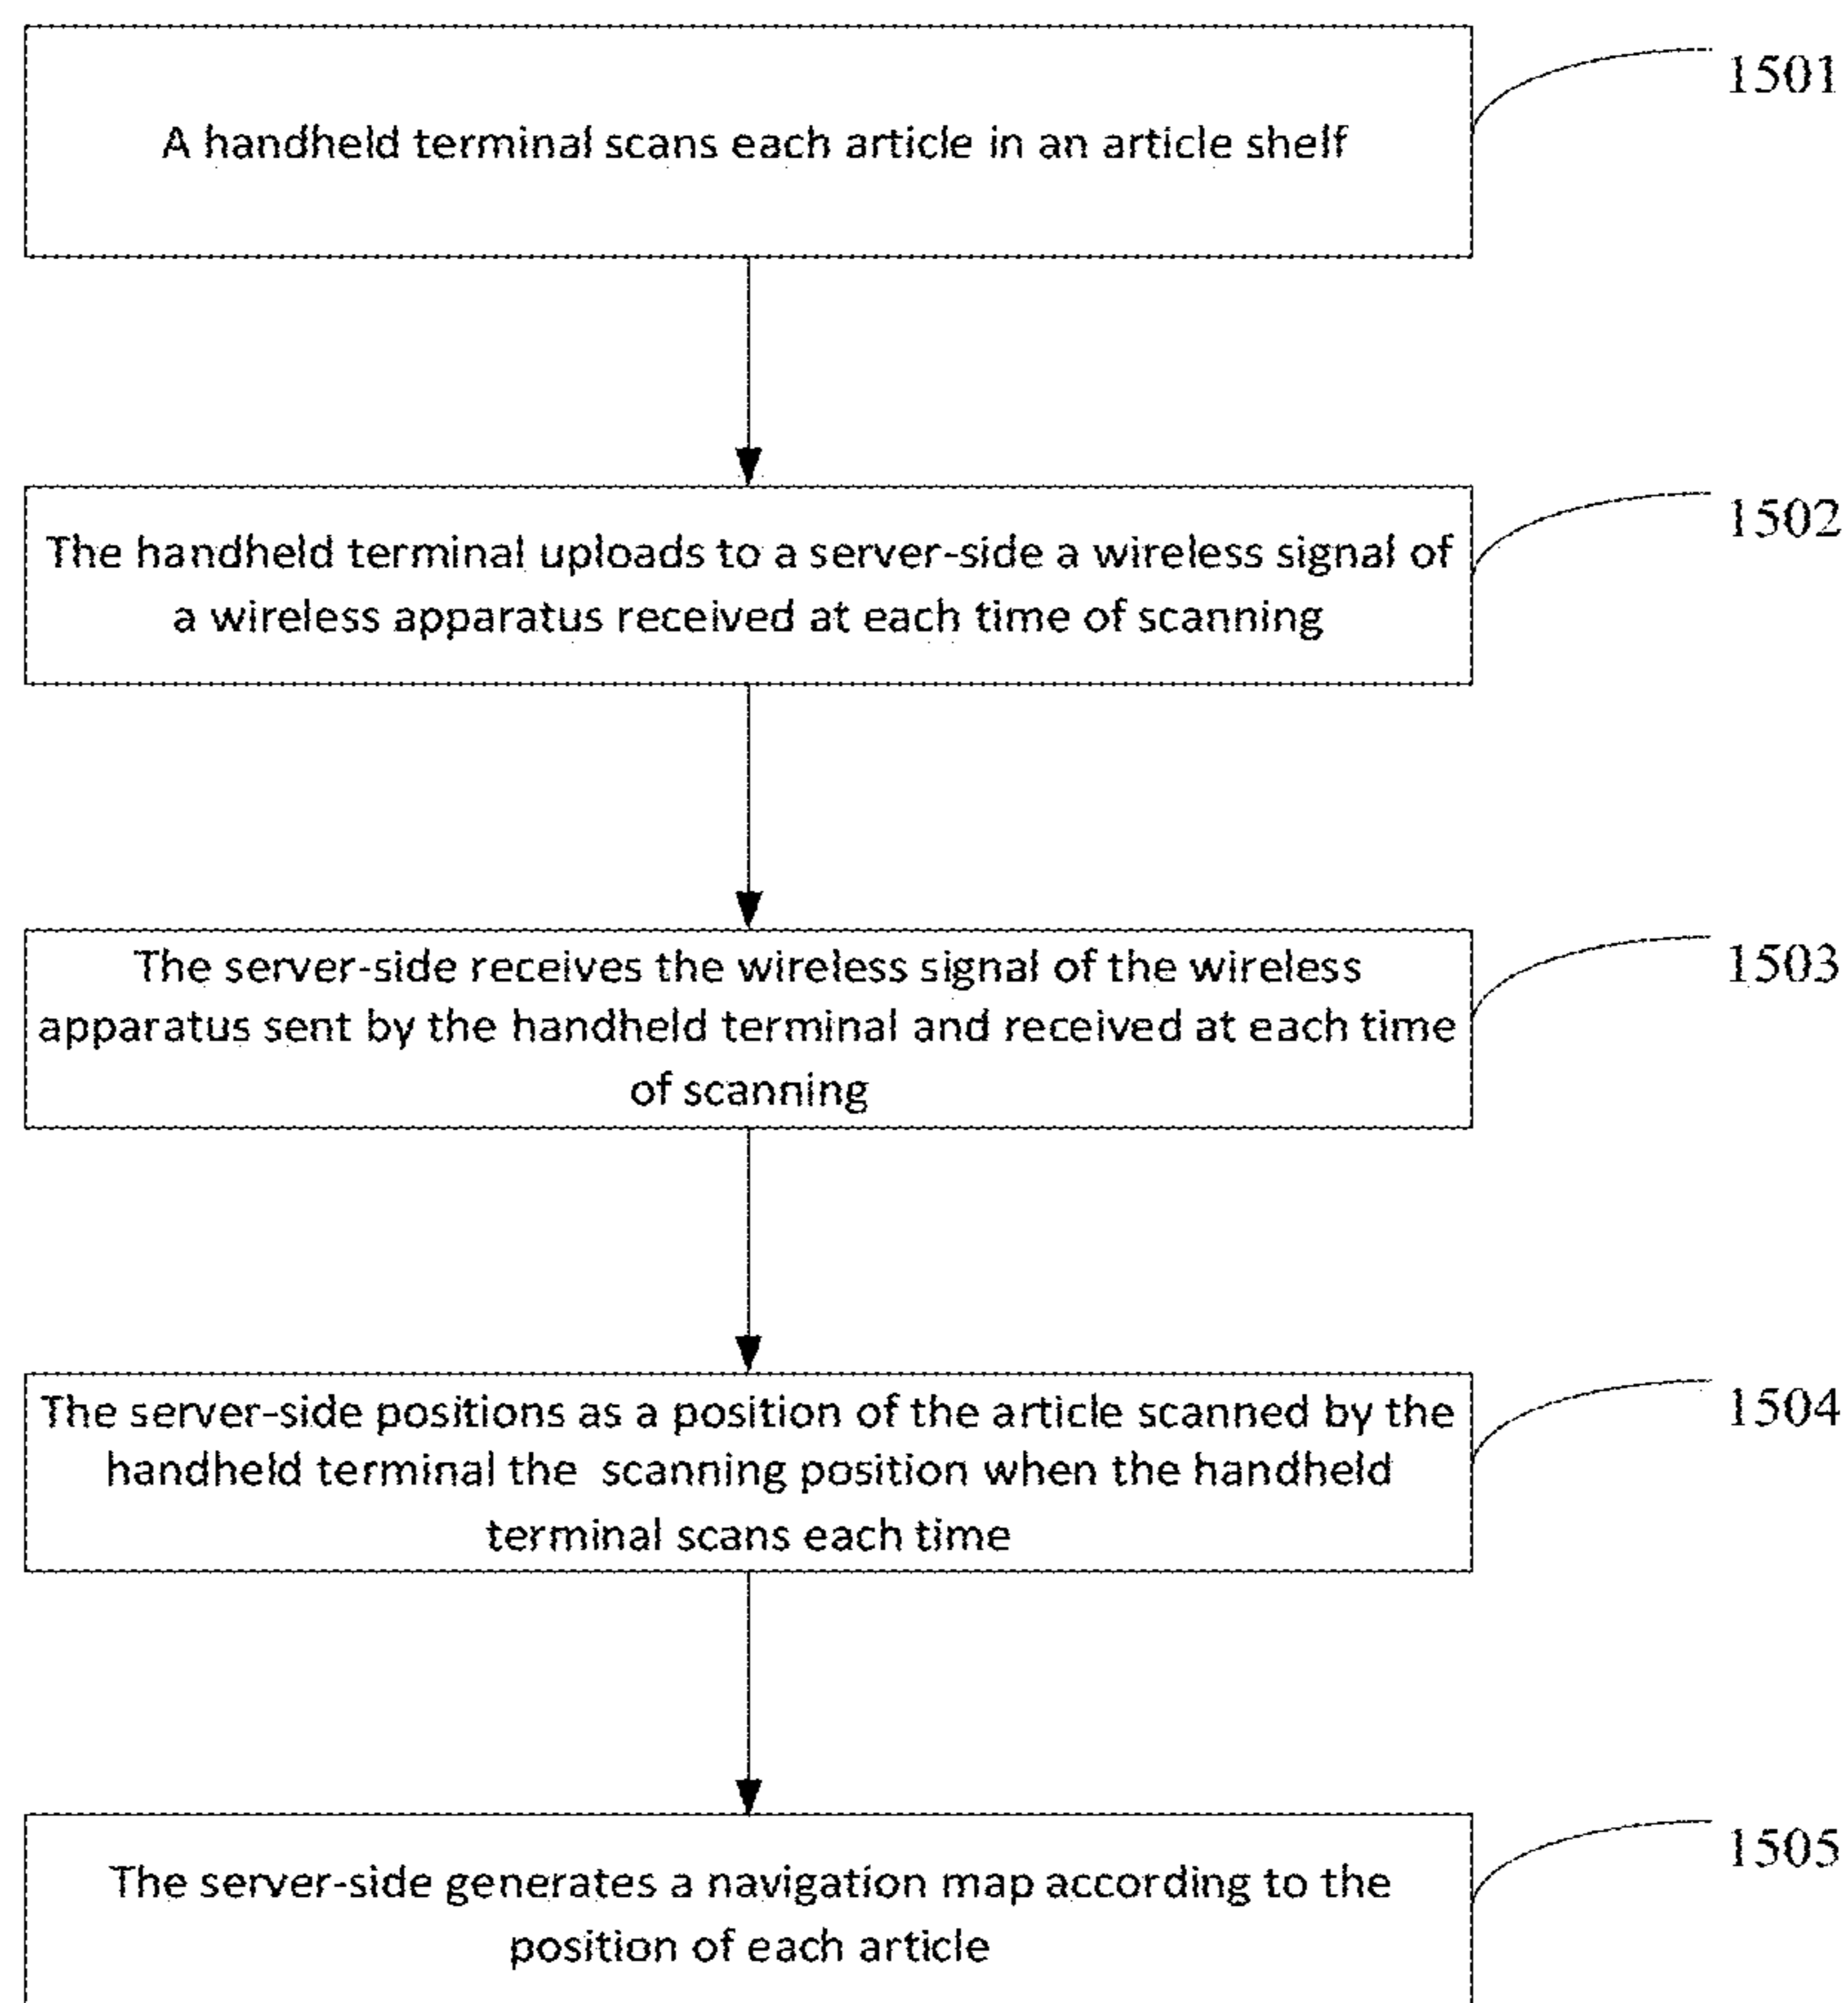 A handheld terminal scans each article in an article shelf
1501
The handheld terminal uploads to a server-side a wireless signal of
a wireless apparatus received at each time of scanning
1502
The server-side receives the wireless signal of the wireless
apparatus sent by the handheld terminal and received at each time
of scanning
1503
The server-side positions as a position of the article scanned by the
handheld terminal the scanning position when the handheld
terminal scans each time
1504
The server-side generates a navigation map according to the
position of each article
1505